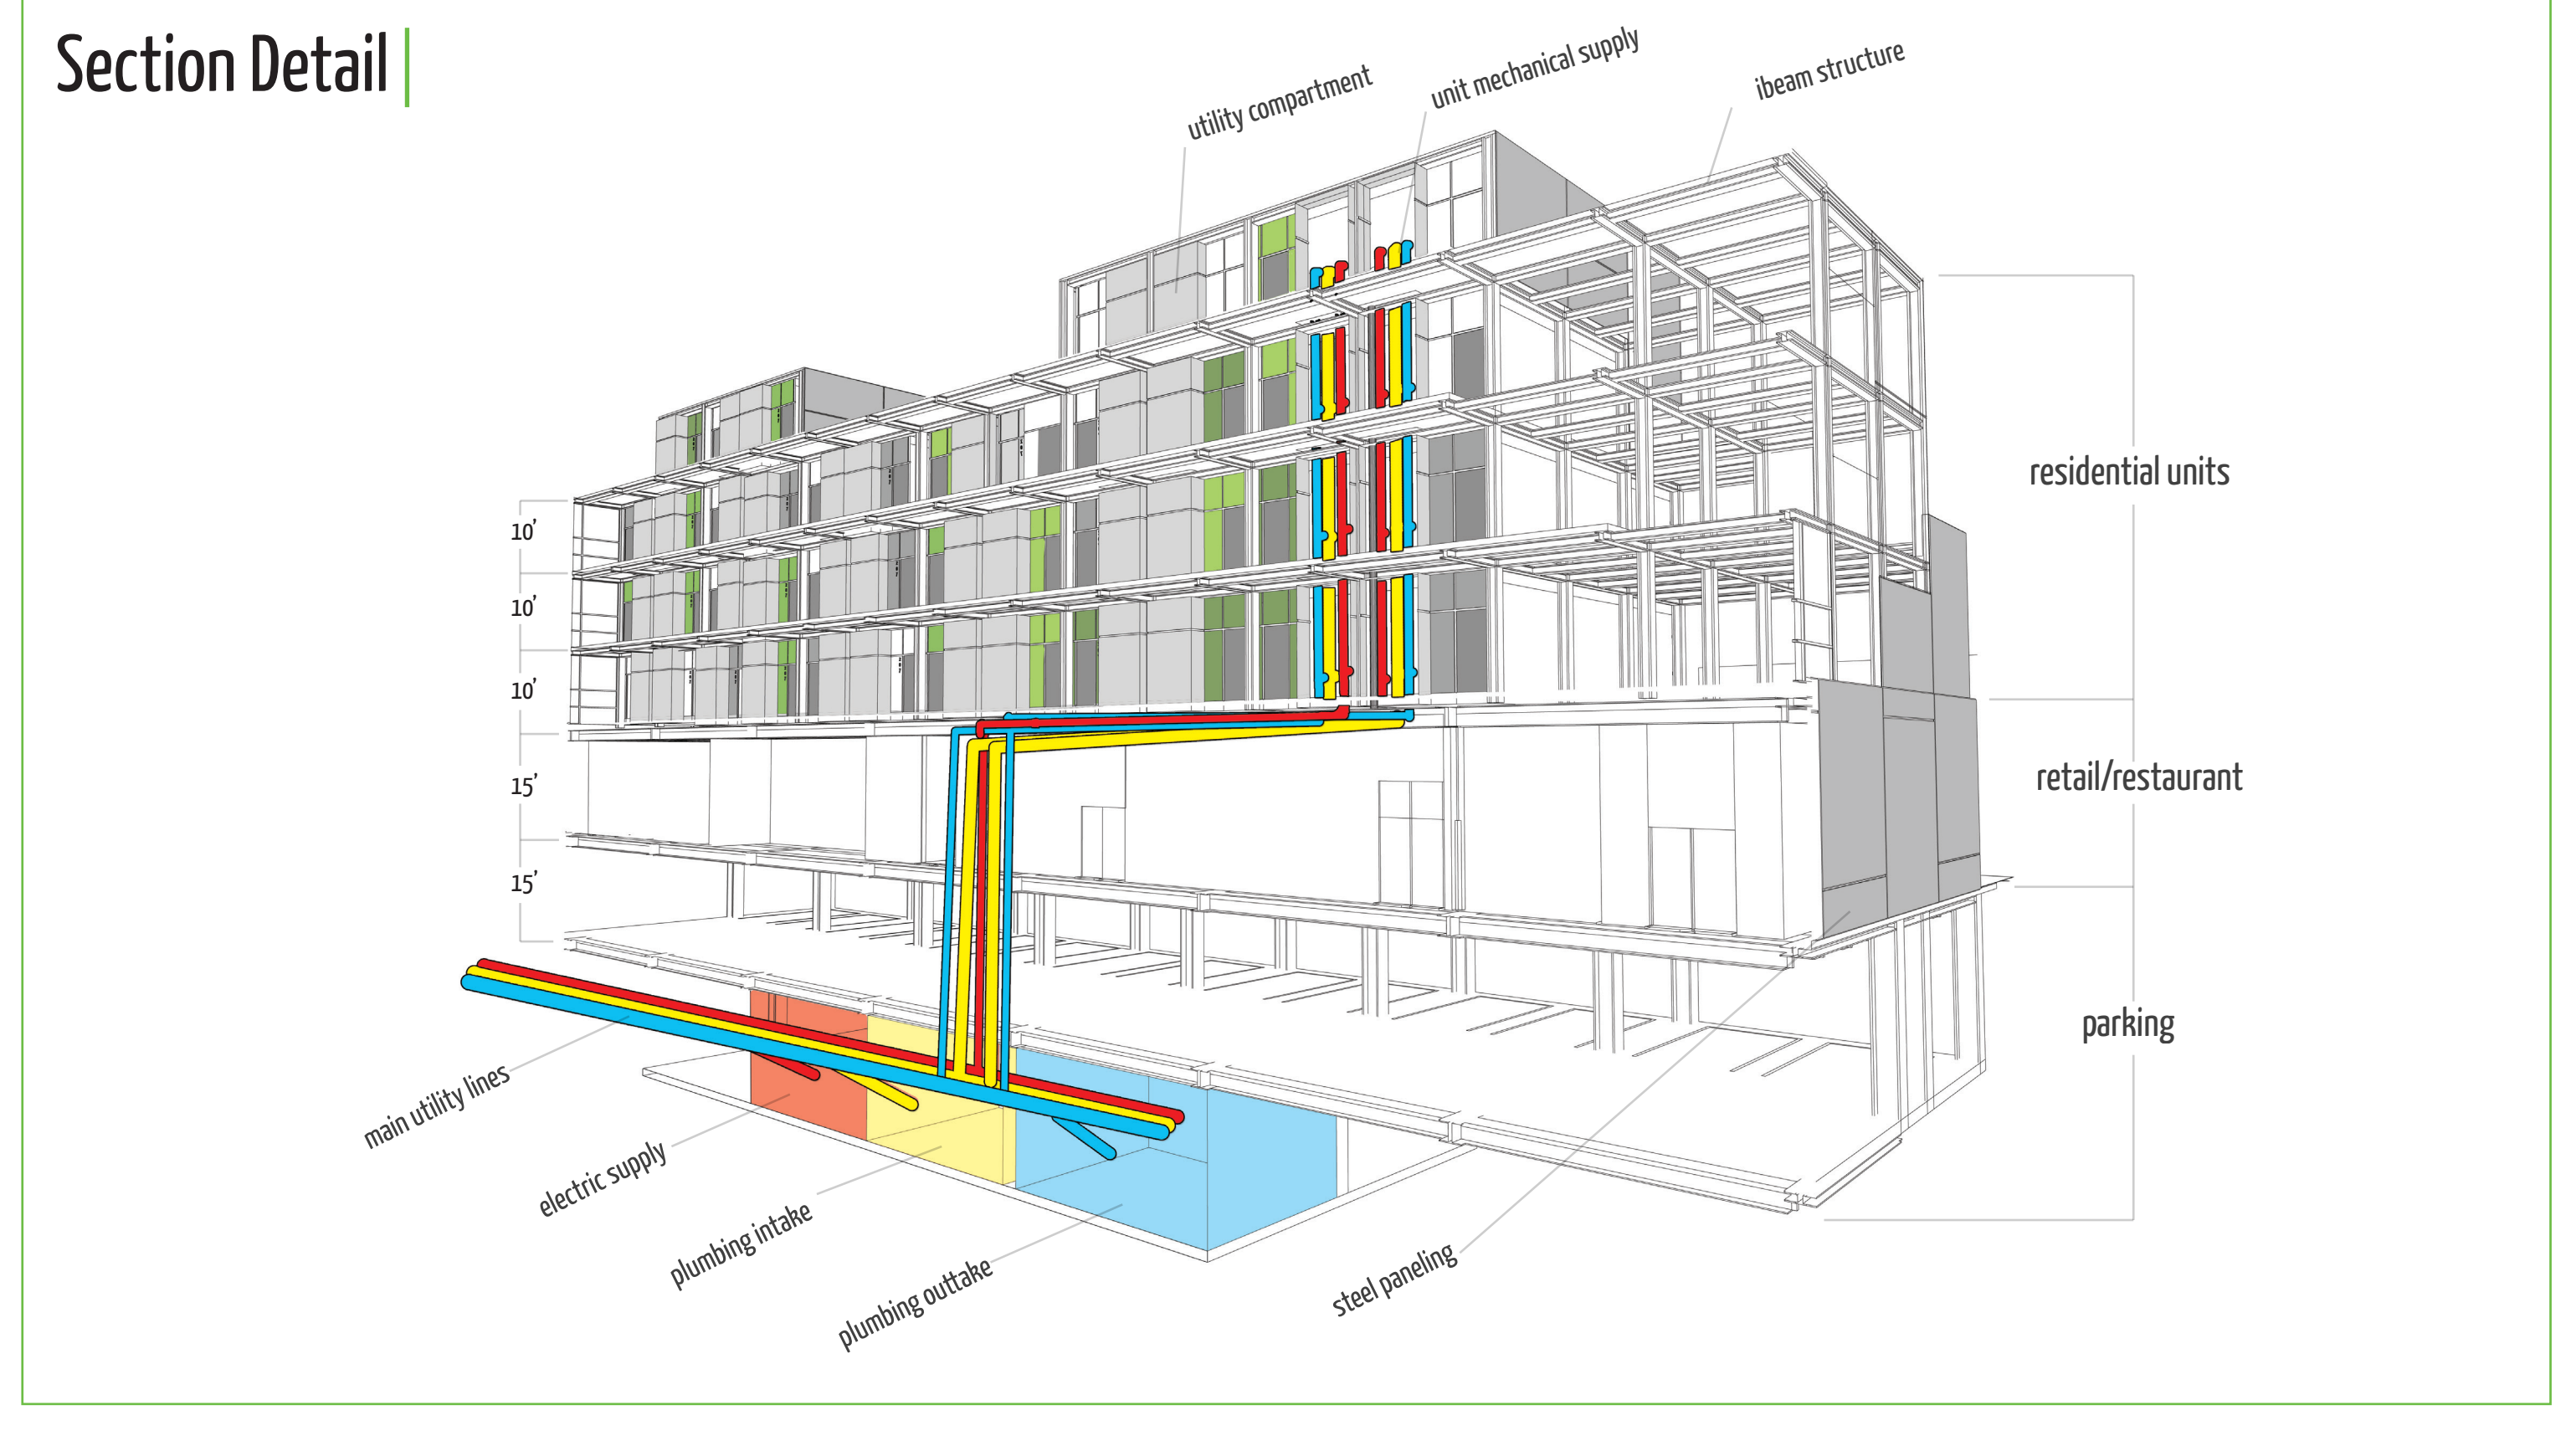 Section Detail
utility compartment
unit mechanical supply
ibeam structure
residential units
10’
10’
10’
15’
15’
retail/restaurant
parking
main utility lines
electric supply
plumbing intake
plumbing outtake
steel paneling